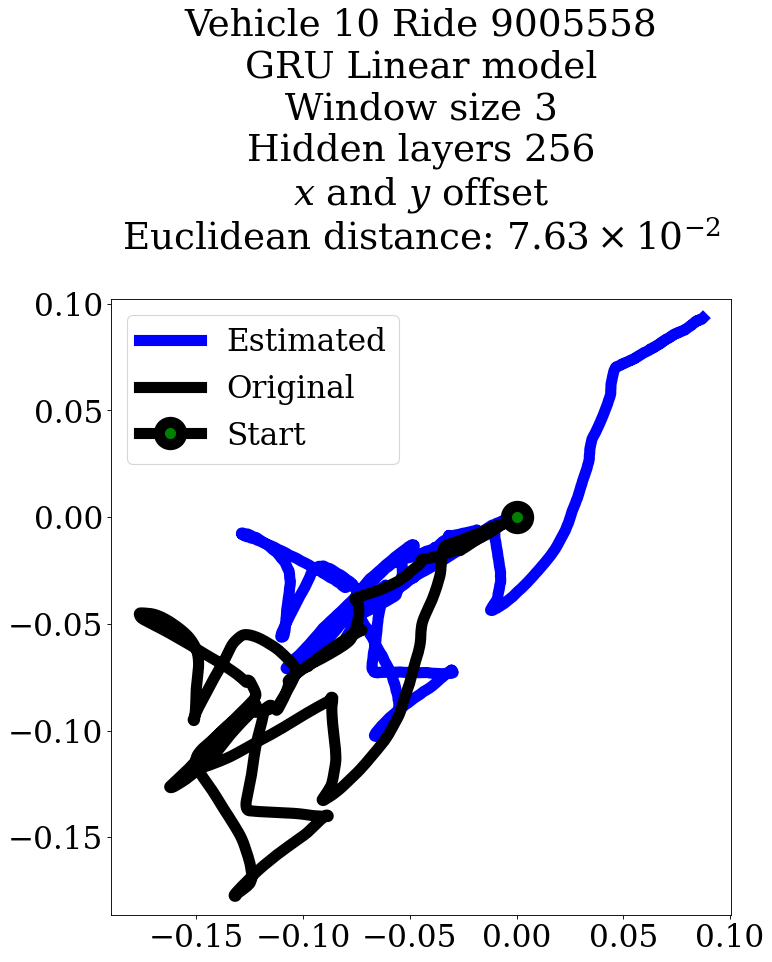 Vehicle 10 Ride 9005558
GRU Linear model
Window size 3
Hidden layers 256
x and y offset
Euclidean distance: 7.63 × 10⁻²
Estimated
Original
Start
0.10
0.05
0.00
−0.05
−0.10
−0.15
−0.15 −0.10 −0.05 0.00 0.05 0.10